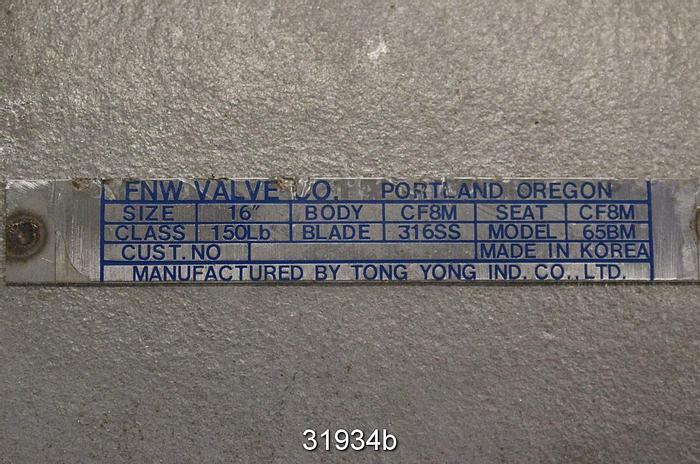 FNW VALVE CO. PORTLAND OREGON
SIZE 16" BODY CF8M SEAT CF8M
CLASS 150Lb BLADE 316SS MODEL 65BM
CUST.NO MADE IN KOREA
MANUFACTURED BY TONG YONG IND. CO.,LTD.
31934b